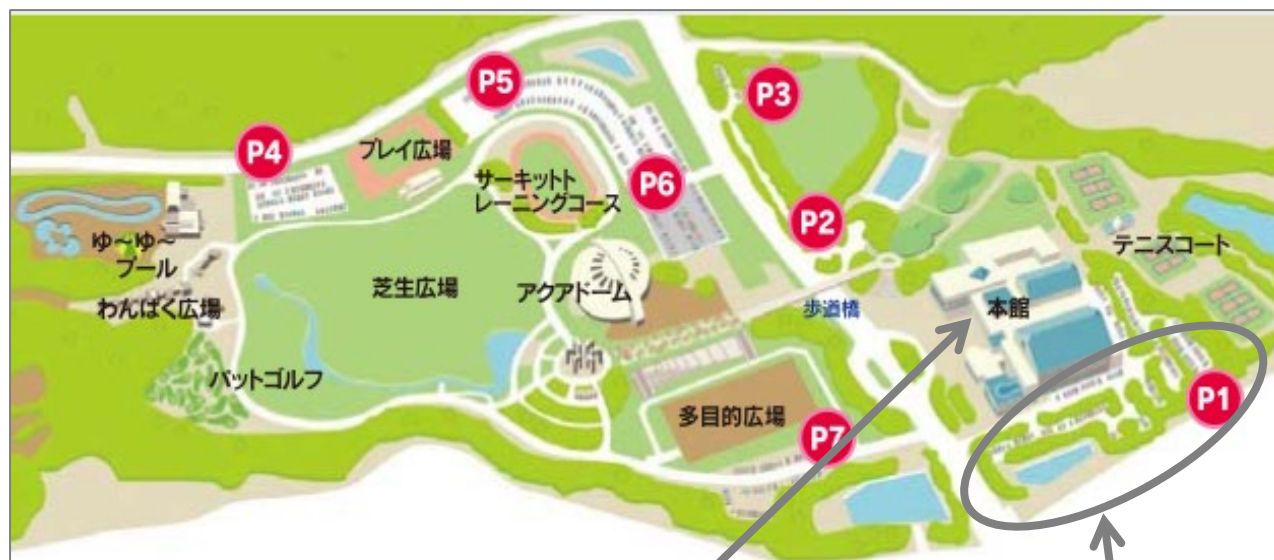 P5
P3
P4
プレイ広場
サーキットト
レーニングコース
P6
P2
ゆ～ゆ～
プール
テニスコート
芝生広場
アクアドーム
わんぱく広場
歩道橋
本館
パットゴルフ
P1
多目的広場
P7